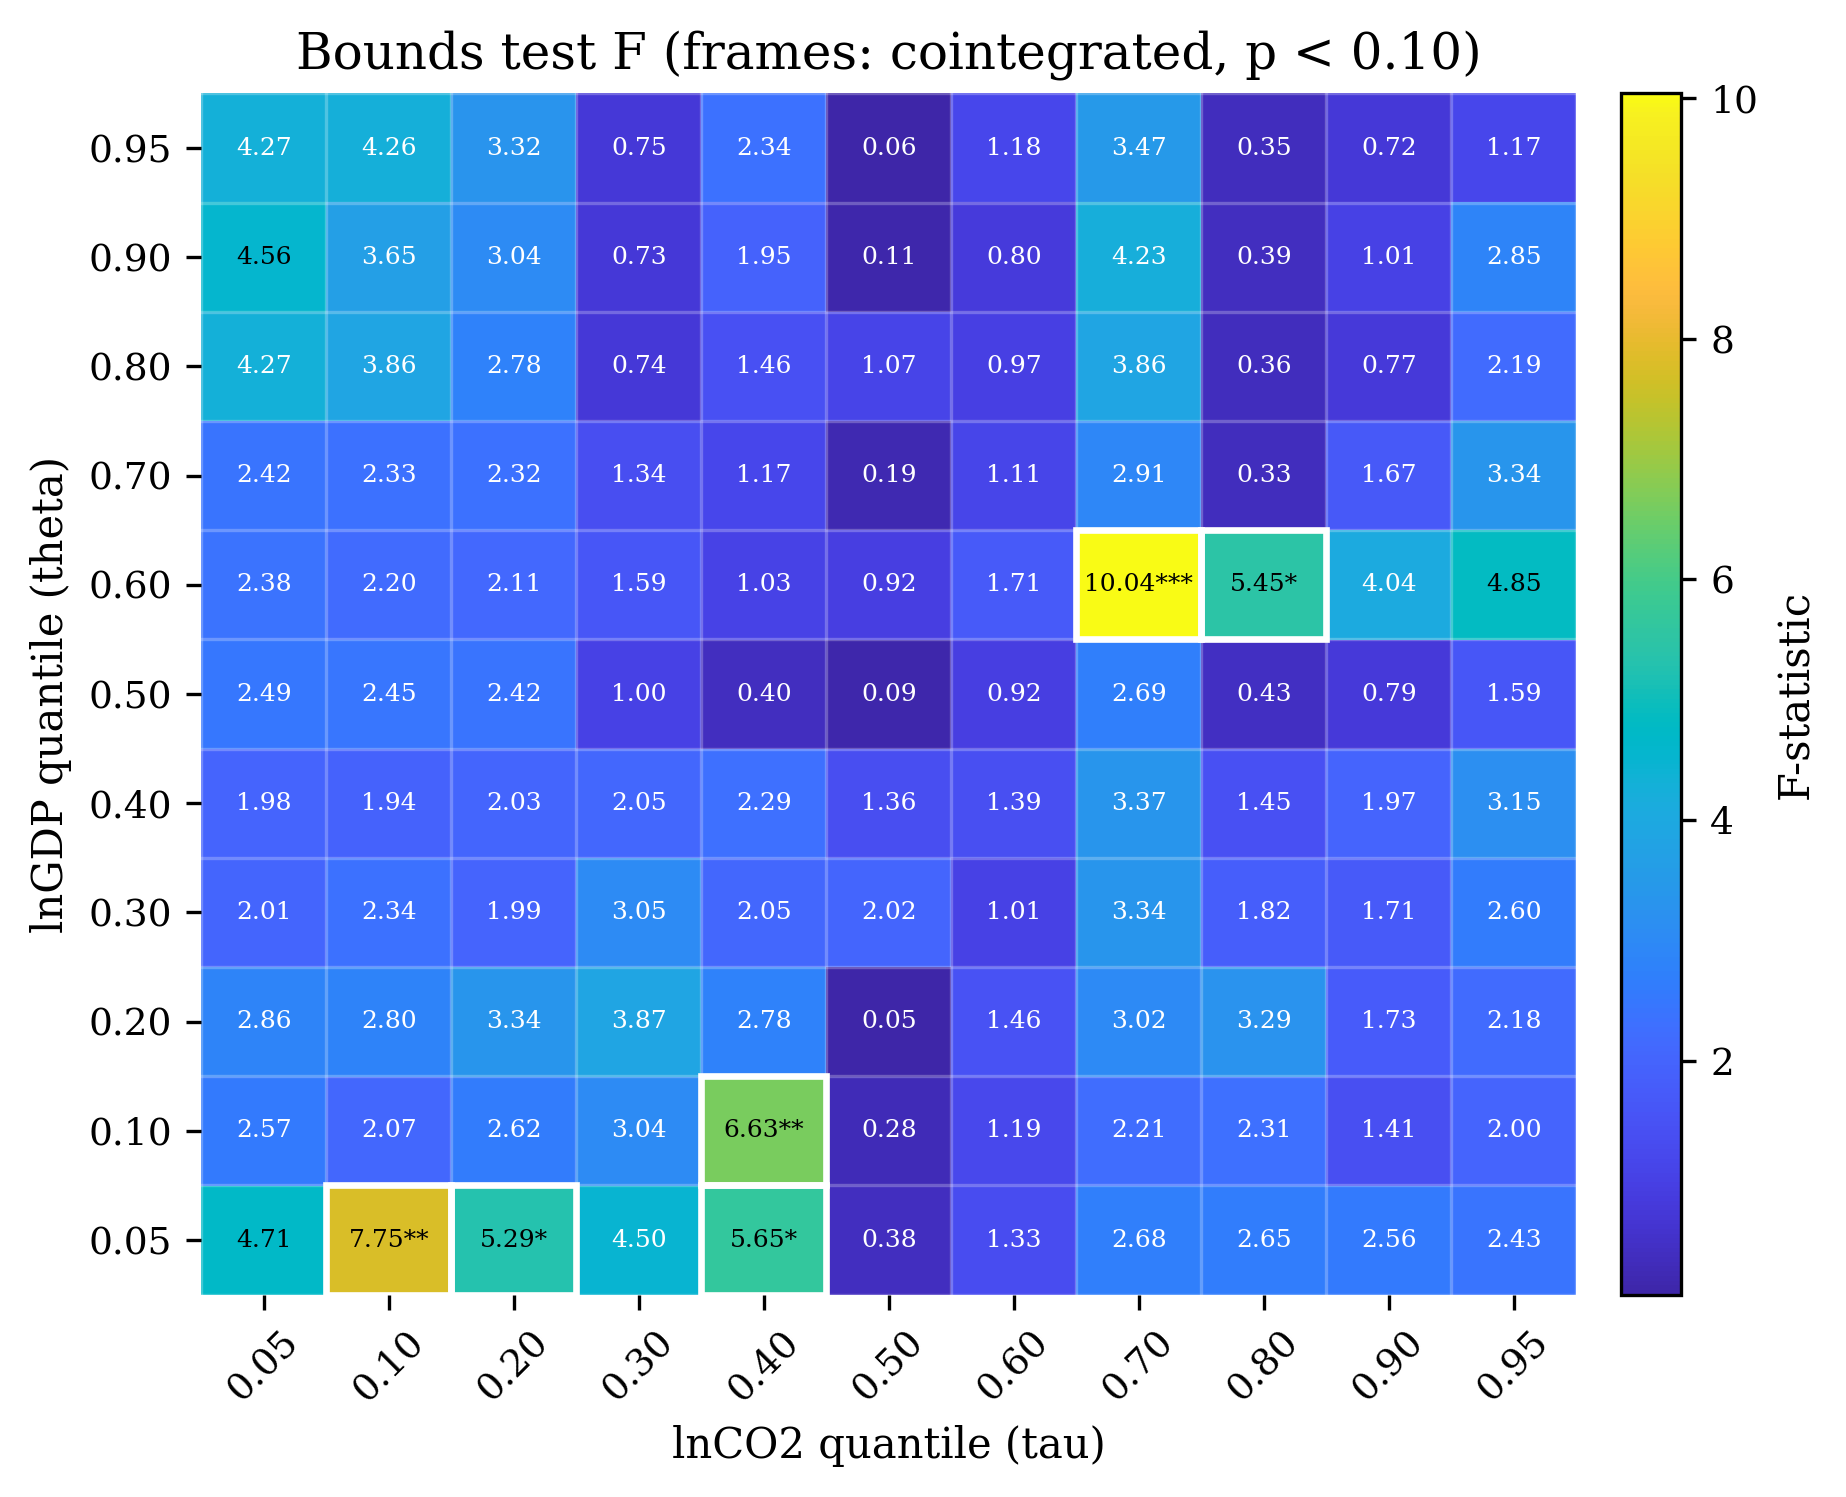 Bounds test F (frames: cointegrated, p < 0.10)
0.95 4.27 4.26 3.32 0.75 2.34 0.06 1.18 3.47 0.35 0.72 1.17
0.90 4.56 3.65 3.04 0.73 1.95 0.11 0.80 4.23 0.39 1.01 2.85
0.80 4.27 3.86 2.78 0.74 1.46 1.07 0.97 3.86 0.36 0.77 2.19
0.70 2.42 2.33 2.32 1.34 1.17 0.19 1.11 2.91 0.33 1.67 3.34
0.60 2.38 2.20 2.11 1.59 1.03 0.92 1.71 10.04*** 5.45* 4.04 4.85
0.50 2.49 2.45 2.42 1.00 0.40 0.09 0.92 2.69 0.43 0.79 1.59
0.40 1.98 1.94 2.03 2.05 2.29 1.36 1.39 3.37 1.45 1.97 3.15
0.30 2.01 2.34 1.99 3.05 2.05 2.02 1.01 3.34 1.82 1.71 2.60
0.20 2.86 2.80 3.34 3.87 2.78 0.05 1.46 3.02 3.29 1.73 2.18
0.10 2.57 2.07 2.62 3.04 6.63** 0.28 1.19 2.21 2.31 1.41 2.00
0.05 4.71 7.75** 5.29* 4.50 5.65* 0.38 1.33 2.68 2.65 2.56 2.43
0.05 0.10 0.20 0.30 0.40 0.50 0.60 0.70 0.80 0.90 0.95
lnCO2 quantile (tau)
lnGDP quantile (theta)
10
8
6
4
2
F-statistic